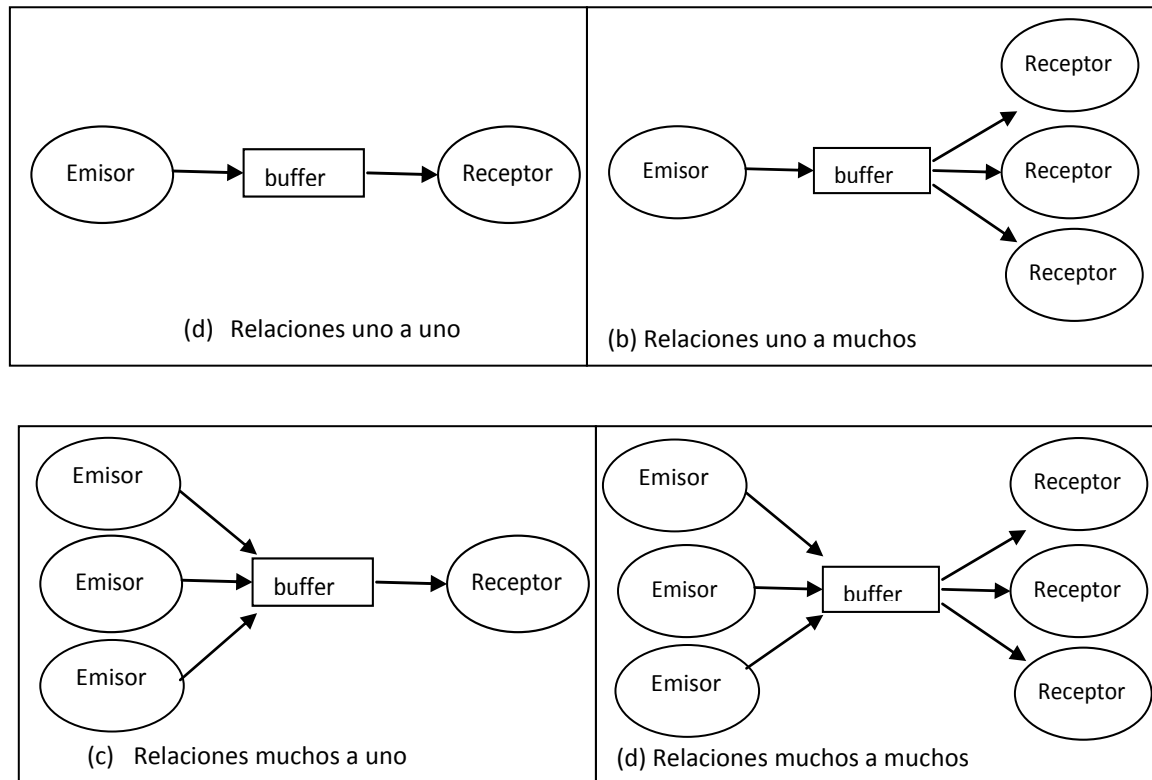 Emisor
buffer
Receptor
(d) Relaciones uno a uno
Emisor
buffer
Receptor
Receptor
Receptor
(b) Relaciones uno a muchos
Emisor
Emisor
Emisor
buffer
Receptor
(c) Relaciones muchos a uno
Emisor
Emisor
Emisor
buffer
Receptor
Receptor
Receptor
(d) Relaciones muchos a muchos